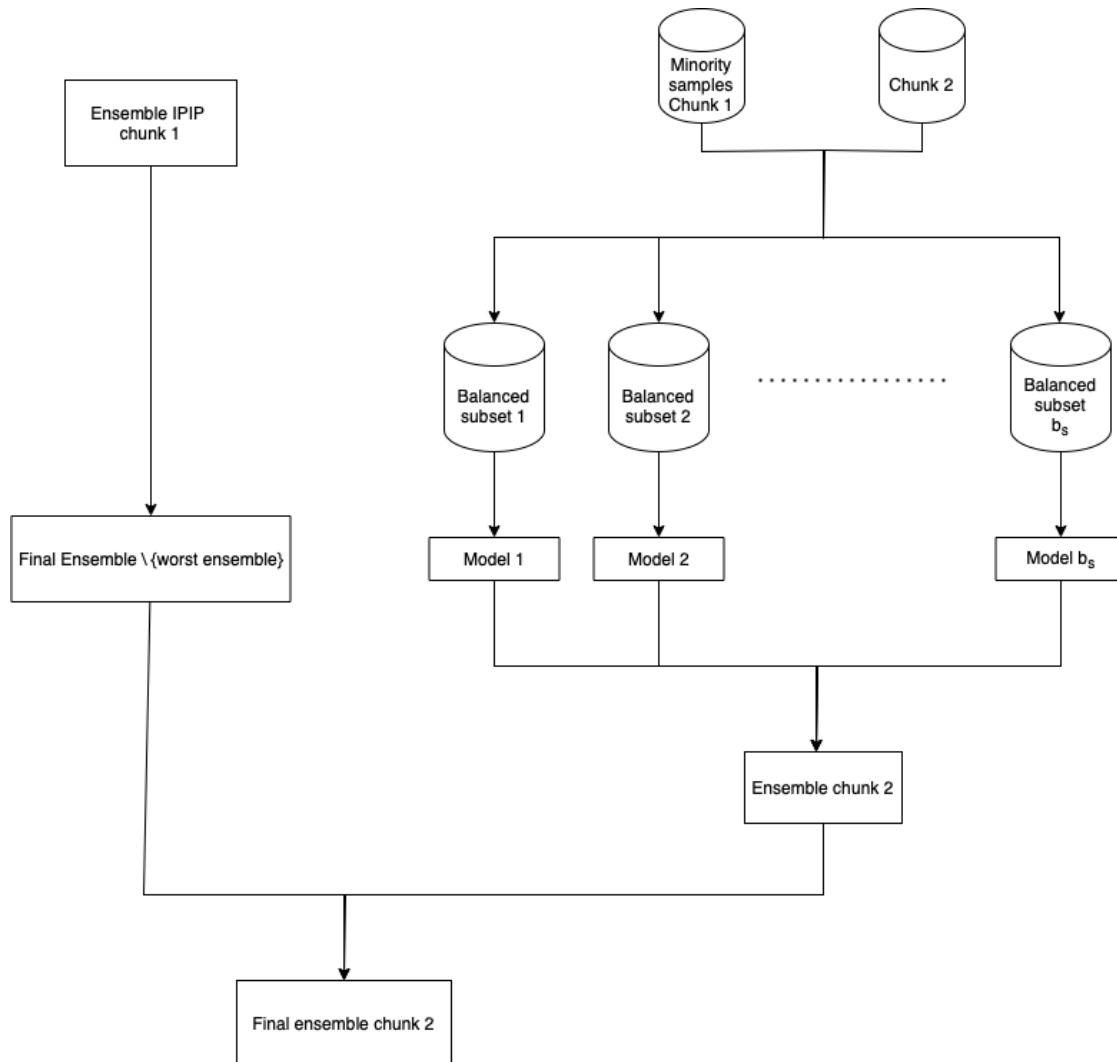 Minority
samples
Chunk 1
Chunk 2
Ensemble IPIP
chunk 1
Balanced
subset 1
Balanced
subset 2
Balanced
subset
bₛ
Final Ensemble \ {worst ensemble}
Model 1
Model 2
Model bₛ
Ensemble chunk 2
Final ensemble chunk 2